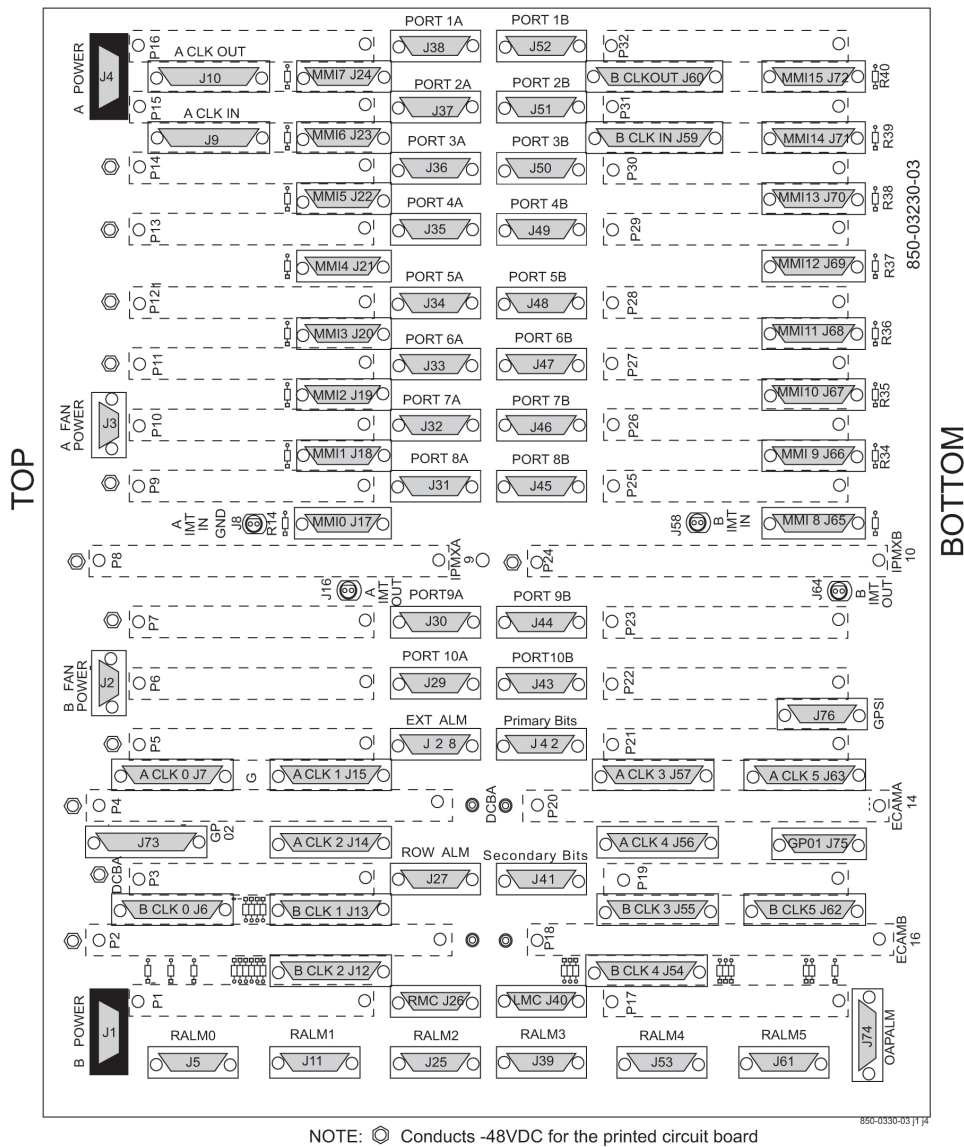 PORT 1A PORT 1B
A POWER J4 P16 J38 J52 P32
A CLK OUT
J10 MMI7 J24 B CLKOUT J60 MMI15 J72 R40
PORT 2A PORT 2B
P15 J37 J51 P31
A CLK IN
J9 MMI6 J23 B CLK IN J59 MMI14 J71 R39
PORT 3A PORT 3B
P14 J36 J50 P30
MMI5 J22 MMI13 J70 R38
850-03230-03
PORT 4A PORT 4B
P13 J35 J49 P29
MMI4 J21 MMI12 J69 R37
PORT 5A PORT 5B
P12 J34 J48 P28
MMI3 J20 MMI11 J68 R36
PORT 6A PORT 6B
P11 J33 J47 P27
MMI2 J19 MMI10 J67 R35
PORT 7A PORT 7B
A FAN POWER J3 P10 J32 J46 P26
MMI1 J18 MMI 9 J66 R34
PORT 8A PORT 8B
P9 J31 J45 P25
TOP
BOTTOM
A IMT IN GND J8 R14 MMI0 J17 J58 B IMT IN MMI 8 J65
P8 IPMXA 9 P24 IPMXB 10
J16 A IMT OUT J64 B IMT OUT
PORT9A PORT 9B
P7 J30 J44 P23
PORT 10A PORT10B
B FAN POWER J2 P6 J29 J43 P22
J76 GPSI
EXT ALM Primary Bits
P5 J 2 8 J 4 2 P21
A CLK 0 J7 G A CLK 1 J15 A CLK 3 J57 A CLK 5 J63
P4 DCBA P20 ECAMA 14
J73 GP 02 A CLK 2 J14 A CLK 4 J56 GP01 J75
ROW ALM Secondary Bits
DCBA P3 J27 J41 P19
B CLK 0 J6 B CLK 1 J13 B CLK 3 J55 B CLK5 J62
P2 P18 ECAMB 16
B CLK 2 J12 B CLK 4 J54
B POWER J1 P1 RMC J26 LMC J40 P17 J74 OAPALM
RALM0 RALM1 RALM2 RALM3 RALM4 RALM5
J5 J11 J25 J39 J53 J61
850-0330-03 j1 j4
NOTE: Conducts -48VDC for the printed circuit board